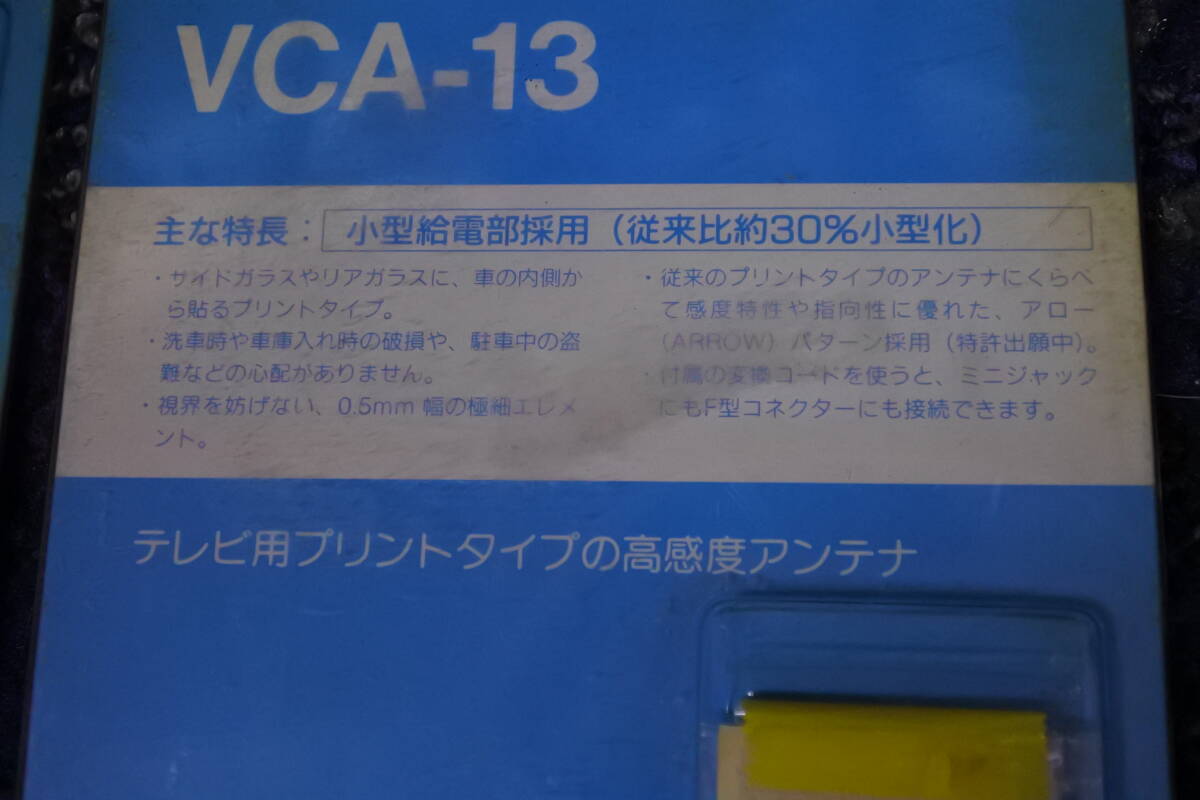 VCA-13
主な特長： 小型給電部採用（従来比約30%小型化）
・サイドガラスやリアガラスに、車の内側か
ら貼るプリントタイプ。
・洗車時や車庫入れ時の破損や、駐車中の盗
難などの心配がありません。
・視界を妨げない、0.5mm 幅の極細エレメ
ント。
・従来のプリントタイプのアンテナにくらべ
て感度特性や指向性に優れた、アロー
（ARROW）パターン採用（特許出願中）。
・付属の変換コードを使うと、ミニジャック
にもF型コネクターにも接続できます。
テレビ用プリントタイプの高感度アンテナ